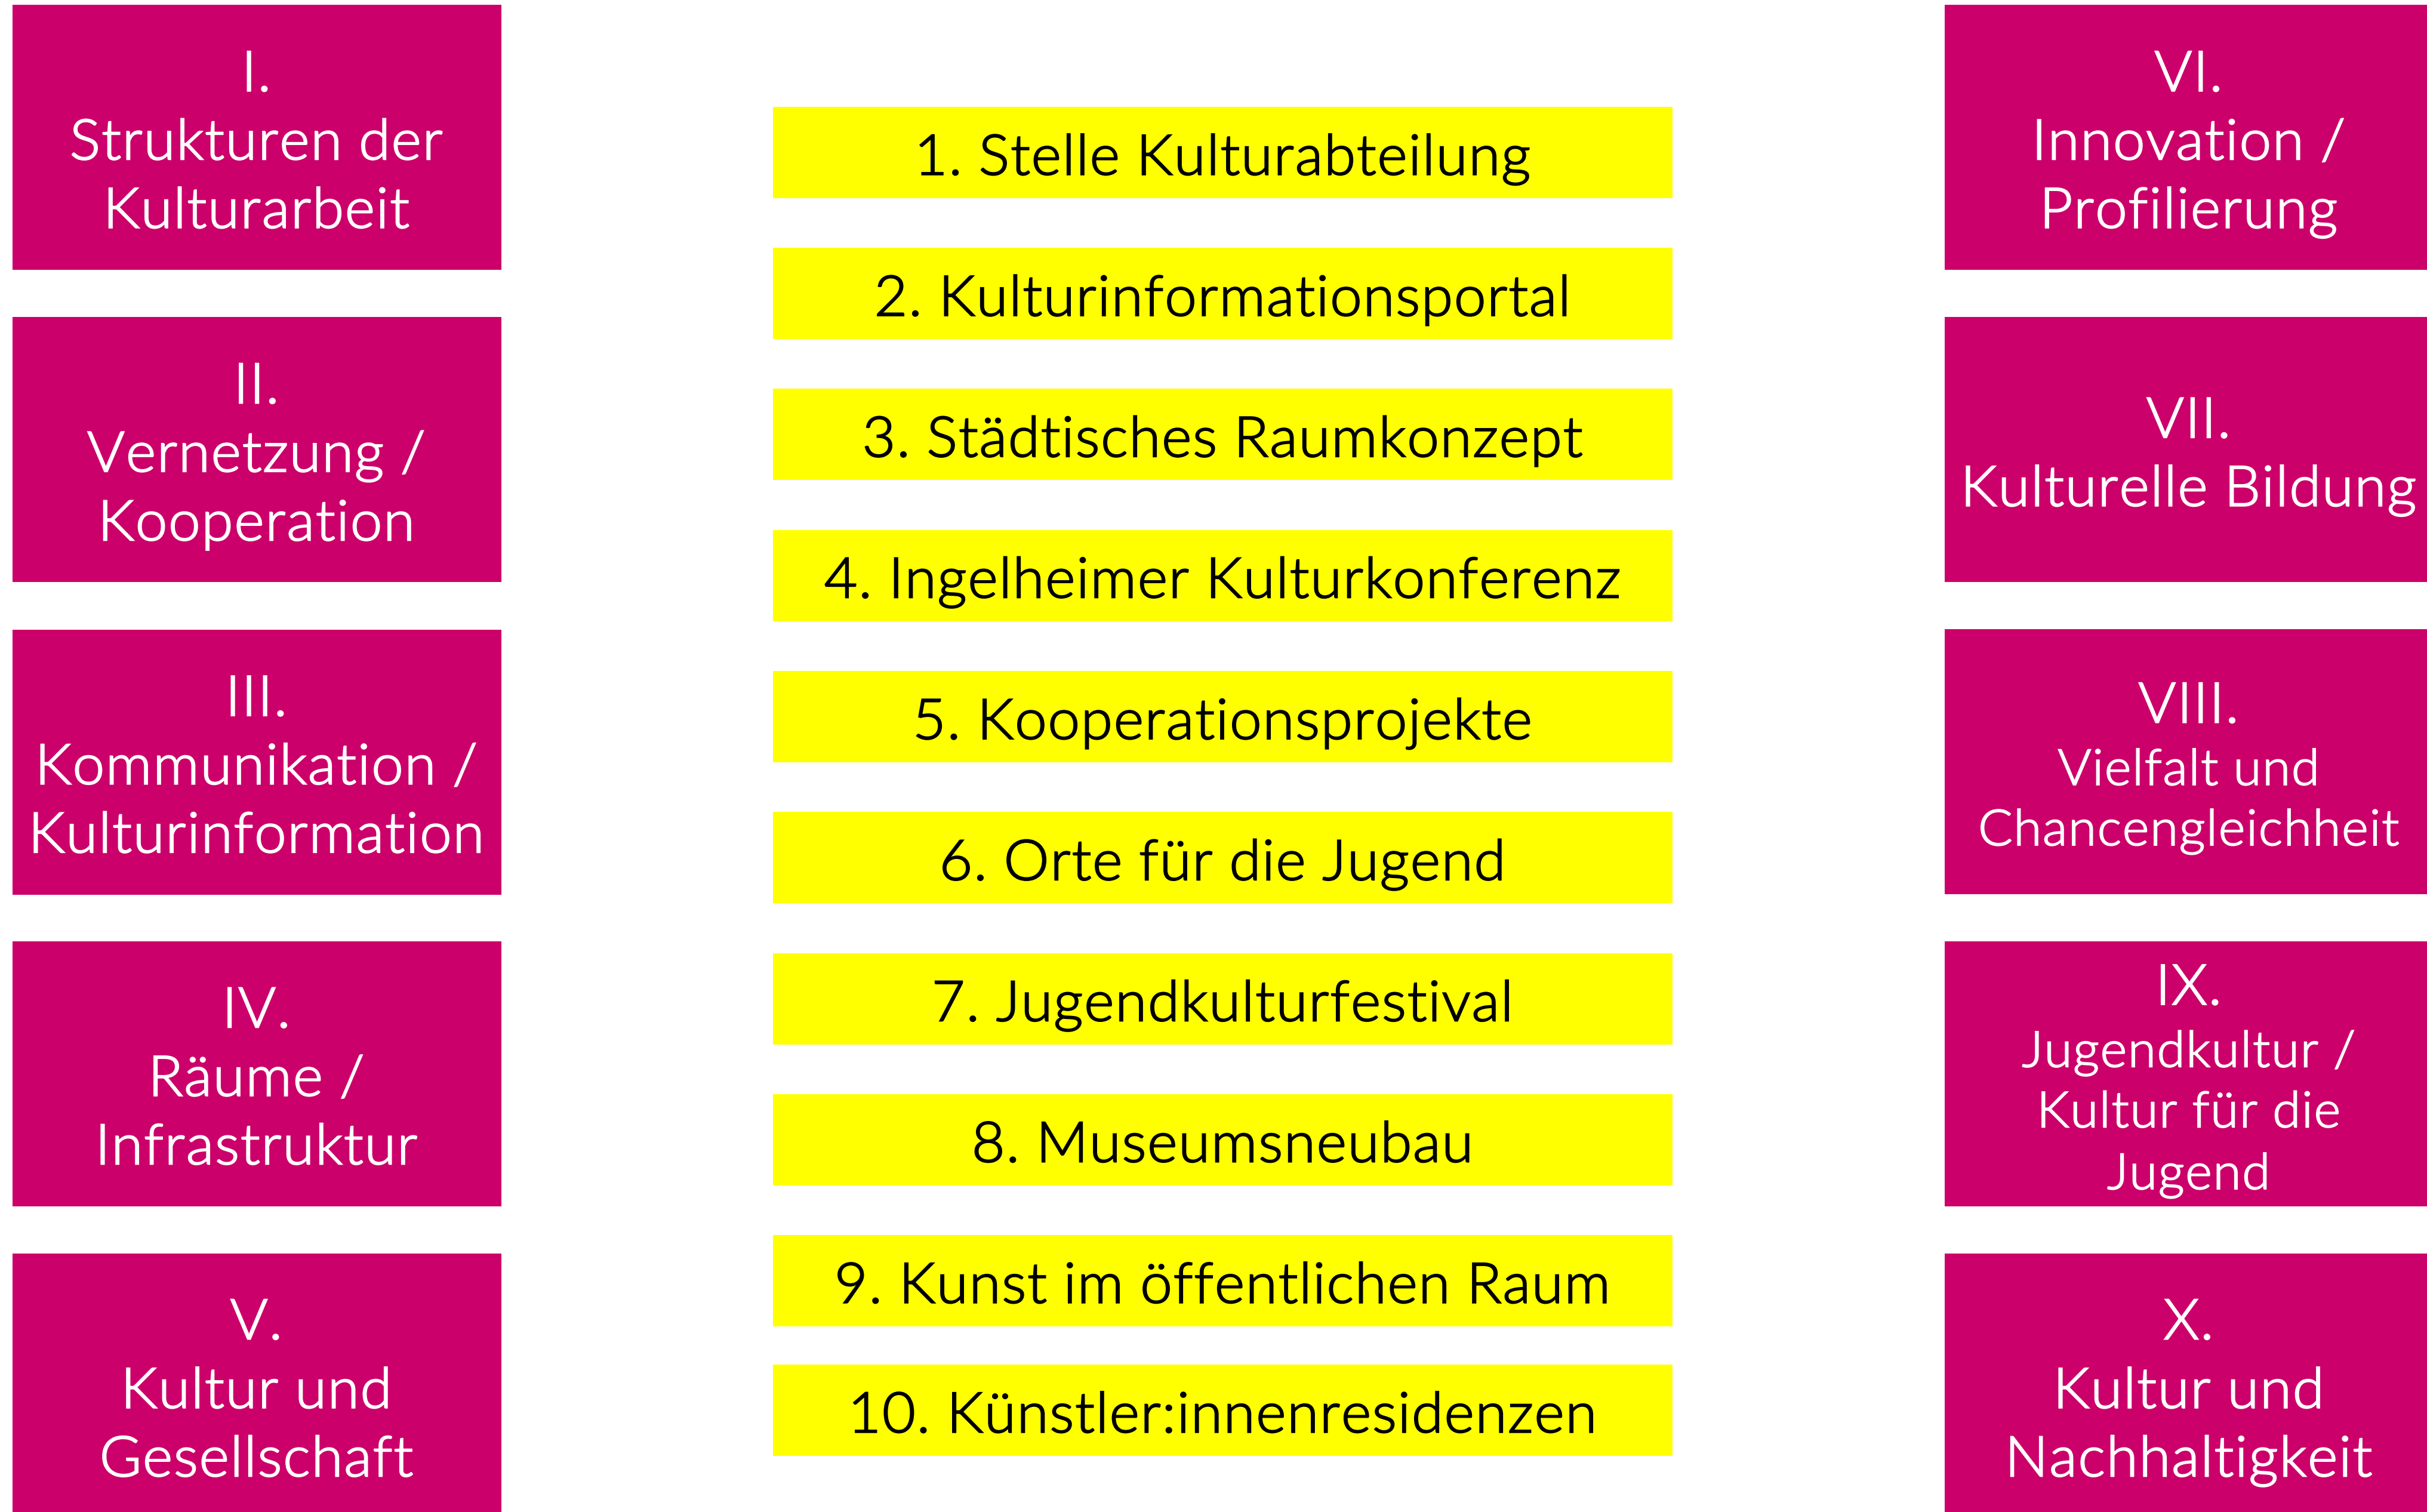 I.
Strukturen der
Kulturarbeit
II.
Vernetzung /
Kooperation
III.
Kommunikation /
Kulturinformation
IV.
Räume /
Infrastruktur
V.
Kultur und
Gesellschaft
1. Stelle Kulturabteilung
2. Kulturinformationsportal
3. Städtisches Raumkonzept
4. Ingelheimer Kulturkonferenz
5. Kooperationsprojekte
6. Orte für die Jugend
7. Jugendkulturfestival
8. Museumsneubau
9. Kunst im öffentlichen Raum
10. Künstler:innenresidenzen
VI.
Innovation /
Profilierung
VII.
Kulturelle Bildung
VIII.
Vielfalt und
Chancengleichheit
IX.
Jugendkultur /
Kultur für die
Jugend
X.
Kultur und
Nachhaltigkeit